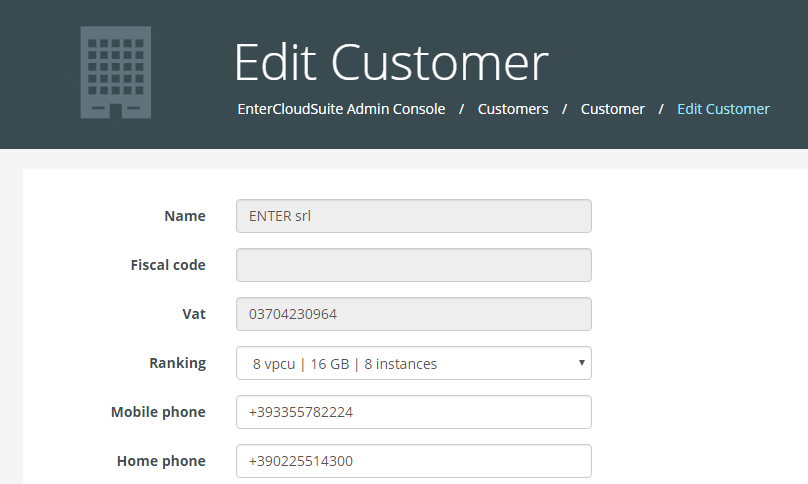 Edit Customer
EnterCloudSuite Admin Console / Customers / Customer / Edit Customer
Name ENTER srl
Fiscal code
Vat 03704230964
Ranking 8 vpcu | 16 GB | 8 instances
Mobile phone +393355782224
Home phone +390225514300